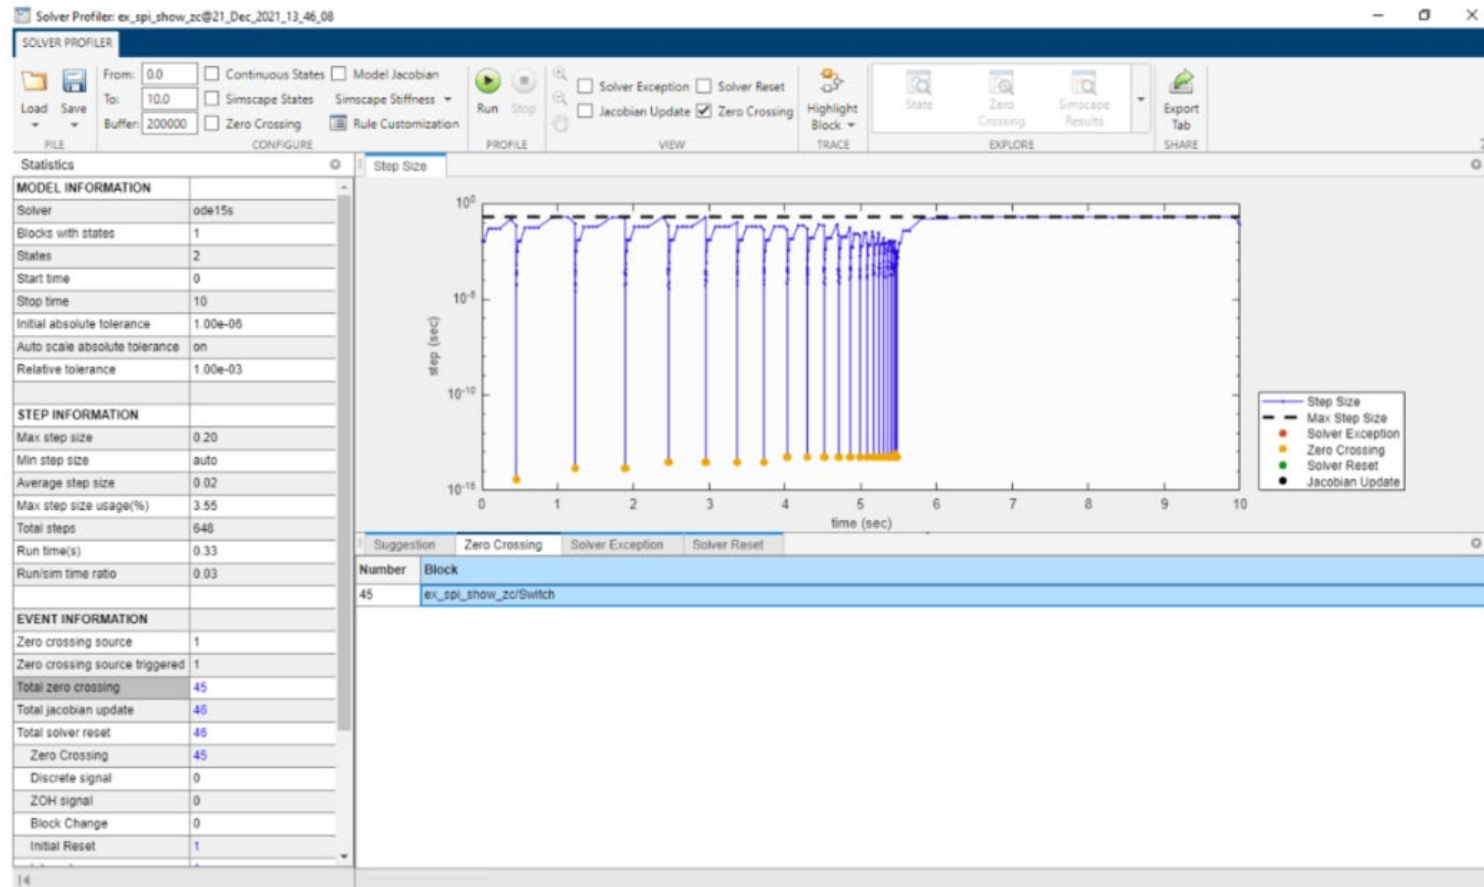 Solver Profiler: ex_spi_show_zc@21_Dec_2021_13_46_08
SOLVER PROFILER
Load
Save
From: 0.0
To: 10.0
Buffer: 200000
Continuous States
Simscape States
Zero Crossing
Model Jacobian
Simscape Stiffness
Rule Customization
Run
Stop
Solver Exception
Solver Reset
Jacobian Update
Zero Crossing
Highlight
Block
State
Zero
Crossing
Simscape
Results
Export
Tab
FILE
CONFIGURE
PROFILE
VIEW
TRACE
EXPLORE
SHARE
Statistics
MODEL INFORMATION
Solver ode15s
Blocks with states 1
States 2
Start time 0
Stop time 10
Initial absolute tolerance 1.00e-06
Auto scale absolute tolerance on
Relative tolerance 1.00e-03
STEP INFORMATION
Max step size 0.20
Min step size auto
Average step size 0.02
Max step size usage(%) 3.55
Total steps 648
Run time(s) 0.33
Run/sim time ratio 0.03
EVENT INFORMATION
Zero crossing source 1
Zero crossing source triggered 1
Total zero crossing 45
Total jacobian update 46
Total solver reset 46
Zero Crossing 45
Discrete signal 0
ZOH signal 0
Block Change 0
Initial Reset 1
Step Size
10^0
10^-5
10^-10
10^-15
step (sec)
0 1 2 3 4 5 6 7 8 9 10
time (sec)
Step Size
Max Step Size
Solver Exception
Zero Crossing
Solver Reset
Jacobian Update
Suggestion Zero Crossing Solver Exception Solver Reset
Number Block
45 ex_spi_show_zc/Switch